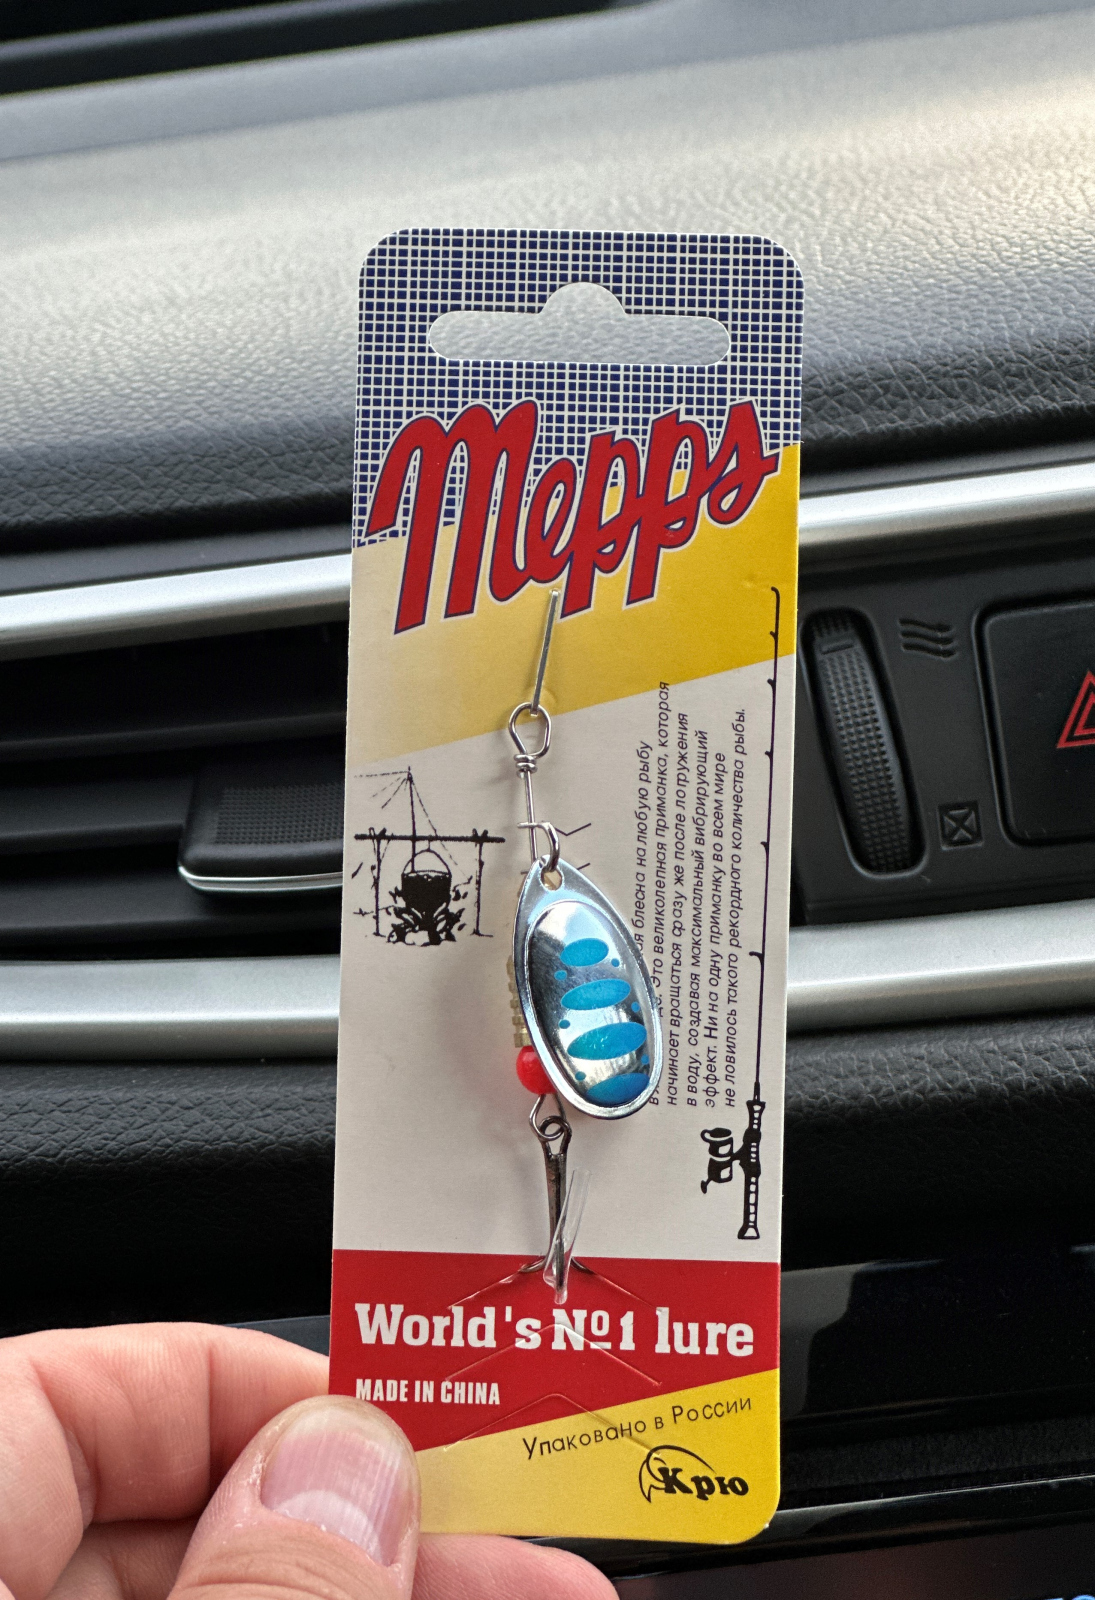 Mepps
ая блесна на любую рыбу
Это великолепная приманка, которая
начинает вращаться сразу же после погружения
в воду, создавая максимальный вибрирующий
эффект. Ни на одну приманку во всем мире
не ловилось такого рекордного количества рыбы.
World's №1 lure
MADE IN CHINA
Упаковано в России
Крю